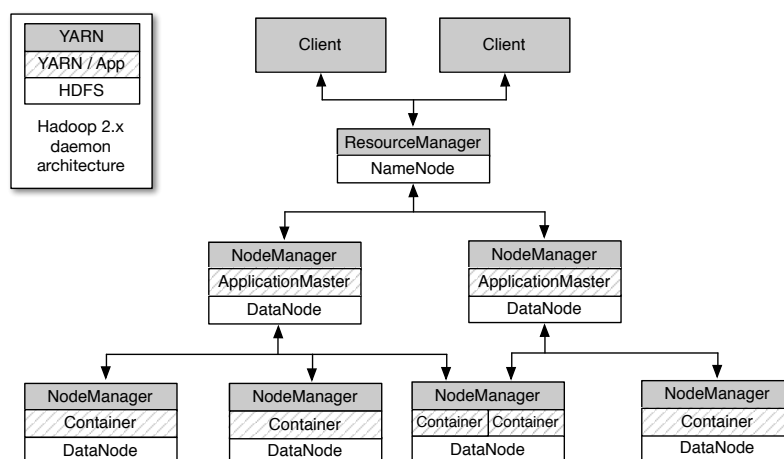 YARN
YARN / App
HDFS
Hadoop 2.x
daemon
architecture
Client
Client
ResourceManager
NameNode
NodeManager
ApplicationMaster
DataNode
NodeManager
ApplicationMaster
DataNode
NodeManager
Container
DataNode
NodeManager
Container
DataNode
NodeManager
Container Container
DataNode
NodeManager
Container
DataNode